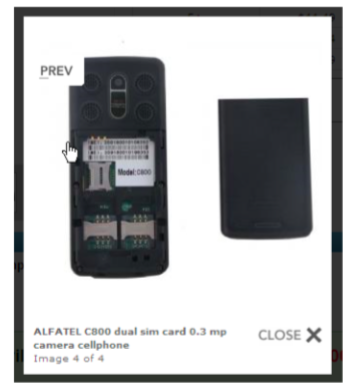 PREV
Model:C800
ALFATEL C800 dual sim card 0.3 mp
camera cellphone
Image 4 of 4
CLOSE X